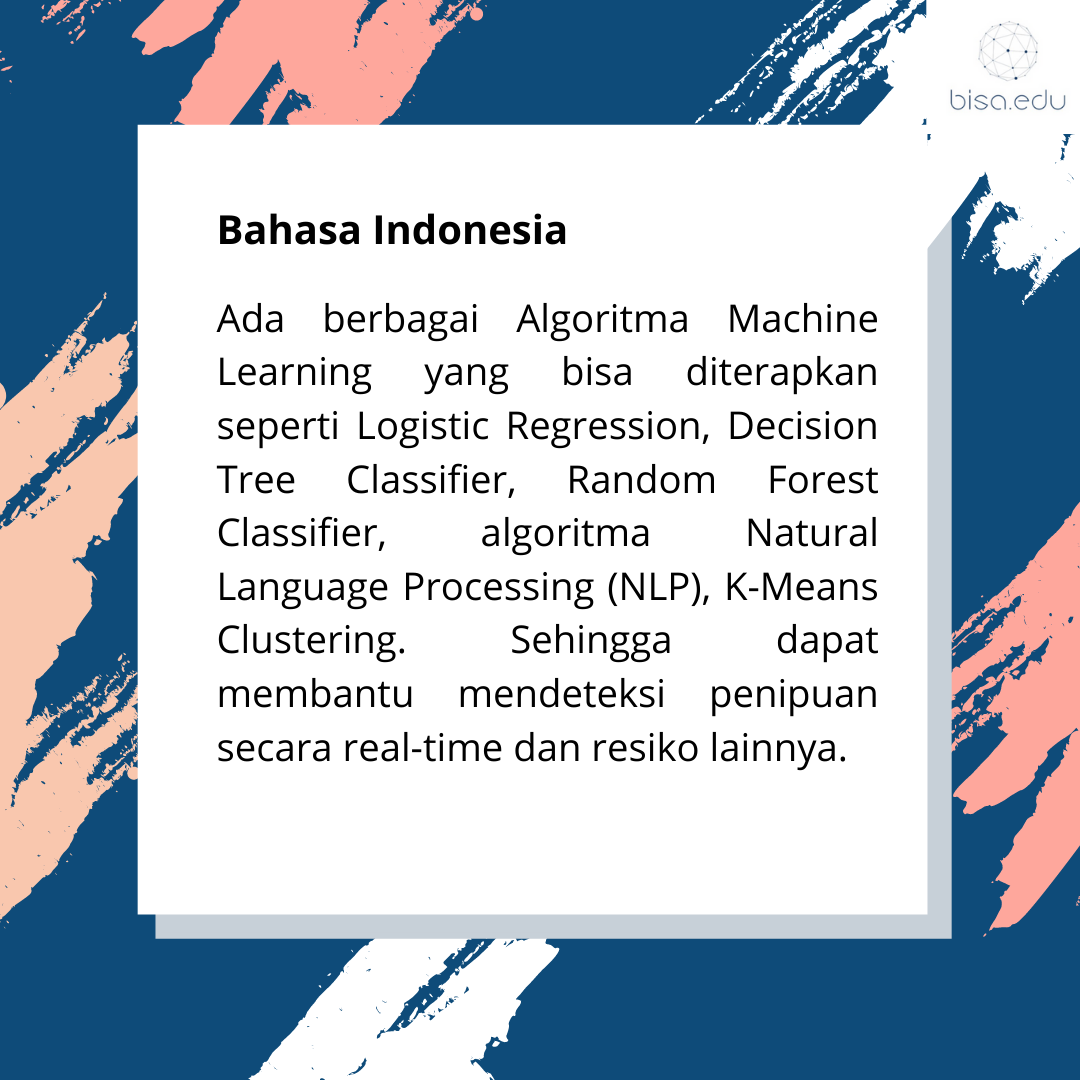 bisa.edu
Bahasa Indonesia
Ada berbagai Algoritma Machine
Learning yang bisa diterapkan
seperti Logistic Regression, Decision
Tree Classifier, Random Forest
Classifier, algoritma Natural
Language Processing (NLP), K-Means
Clustering. Sehingga dapat
membantu mendeteksi penipuan
secara real-time dan resiko lainnya.